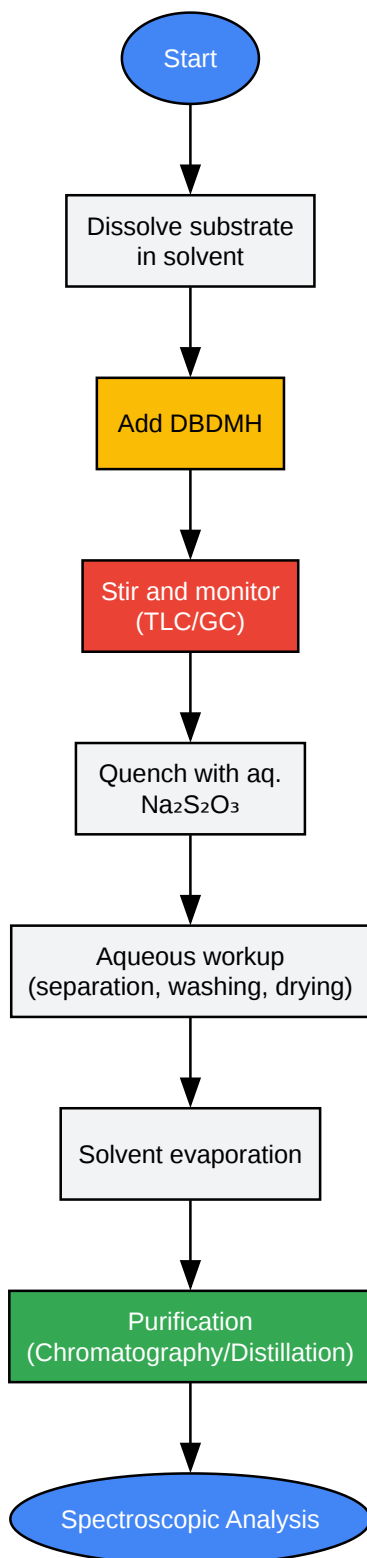 Start
Dissolve substrate
in solvent
Add DBDMH
Stir and monitor
(TLC/GC)
Quench with aq.
Na₂S₂O₃
Aqueous workup
(separation, washing, drying)
Solvent evaporation
Purification
(Chromatography/Distillation)
Spectroscopic Analysis